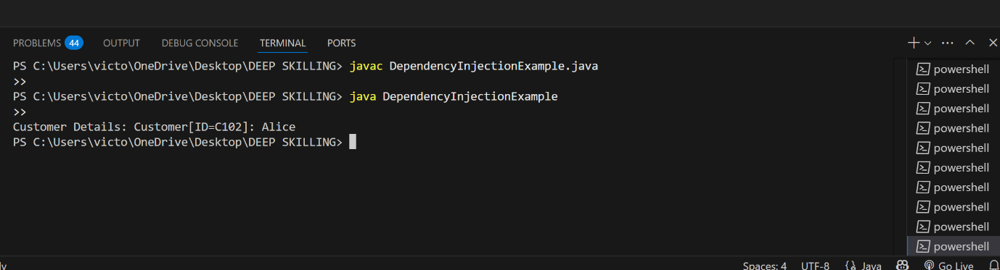 PROBLEMS 44 OUTPUT DEBUG CONSOLE TERMINAL PORTS
PS C:\Users\victo\OneDrive\Desktop\DEEP SKILLING> javac DependencyInjectionExample.java
>>
PS C:\Users\victo\OneDrive\Desktop\DEEP SKILLING> java DependencyInjectionExample
>>
Customer Details: Customer[ID=C102]: Alice
PS C:\Users\victo\OneDrive\Desktop\DEEP SKILLING>
powershell
powershell
powershell
powershell
powershell
powershell
powershell
powershell
powershell
powershell
Spaces: 4 UTF-8 Java Go Live